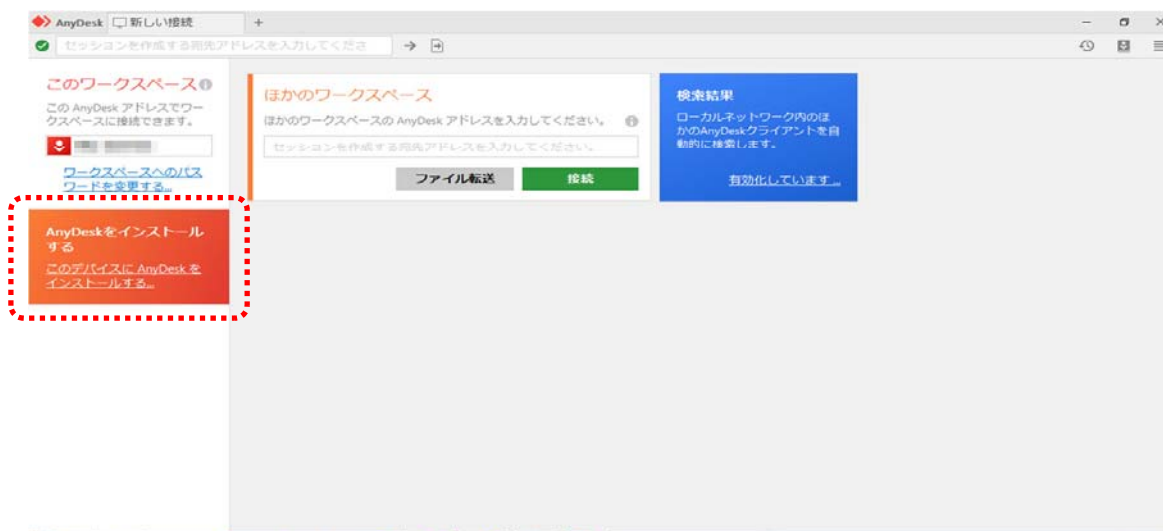 AnyDesk
新しい接続
+
セッションを作成する宛先アドレスを入力してくださ
このワークスペース
この AnyDesk アドレスでワー
クスペースに接続できます。
ワークスペースへのパス
ワードを変更する...
AnyDeskをインストール
する
このデバイスに AnyDesk を
インストールする...
ほかのワークスペース
ほかのワークスペースの AnyDesk アドレスを入力してください。
セッションを作成する宛先アドレスを入力してください。
ファイル転送
接続
検索結果
ローカルネットワーク内のほ
かのAnyDeskクライアントを自
動的に検索します。
有効化しています...